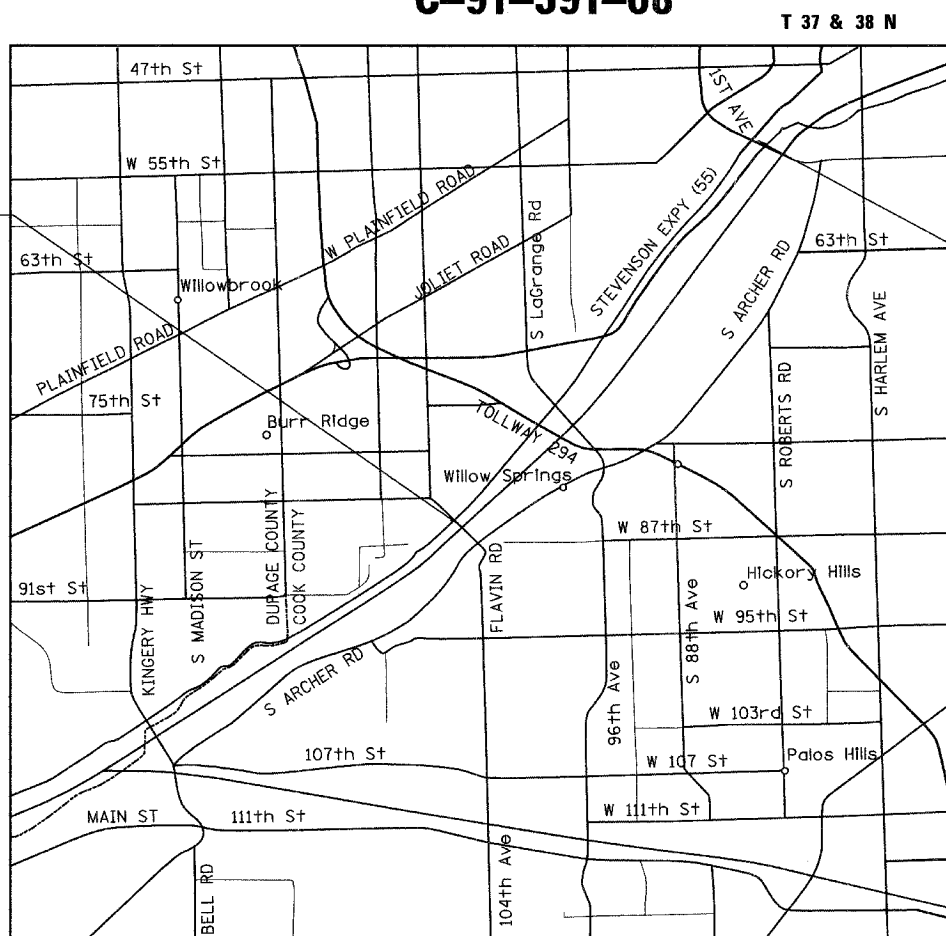 C-91-391-08
T 37 & 38 N
47th St
1ST AVE
W 55th St
W PLAINFIELD ROAD
STEVENSON EXPY (55)
S LaGrange Rd
63th St
63th St
JOLIET ROAD
S ARCHER RD
Willowbrook
PLAINFIELD ROAD
S HARLEM AVE
75th St
S ROBERTS RD
Burr Ridge
TOLLWAY 294
Willow Springs
W 87th St
DUPAGE COUNTY
COOK COUNTY
S MADISON ST
FLAVIN RD
91st St
Hickory Hills
KINGERY HWY
W 95th St
S 88th Ave
S ARCHER RD
96th Ave
W 103rd St
107th St
W 107 St
Palos Hills
MAIN ST
111th St
W 111th St
104th Ave
BELL RD